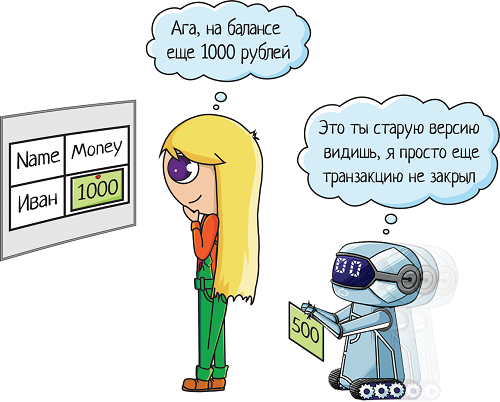 Ага, на балансе
еще 1000 рублей
Name Money
Иван 1000
Это ты старую версию
видишь, я просто еще
транзакцию не закрыл
500